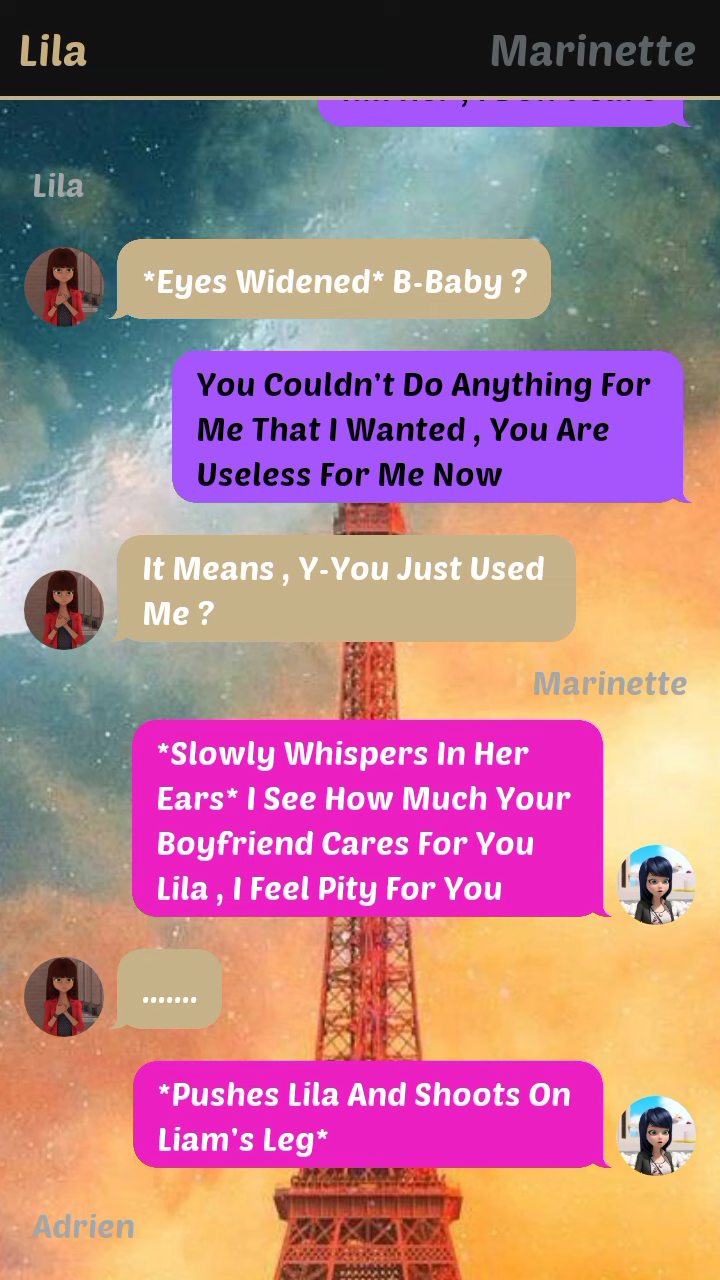 Lila
Marinette
Lila
*Eyes Widened* B-Baby ?
You Couldn't Do Anything For
Me That I Wanted , You Are
Useless For Me Now
It Means , Y-You Just Used
Me ?
Marinette
*Slowly Whispers In Her
Ears* I See How Much Your
Boyfriend Cares For You
Lila , I Feel Pity For You
.......
*Pushes Lila And Shoots On
Liam's Leg*
Adrien